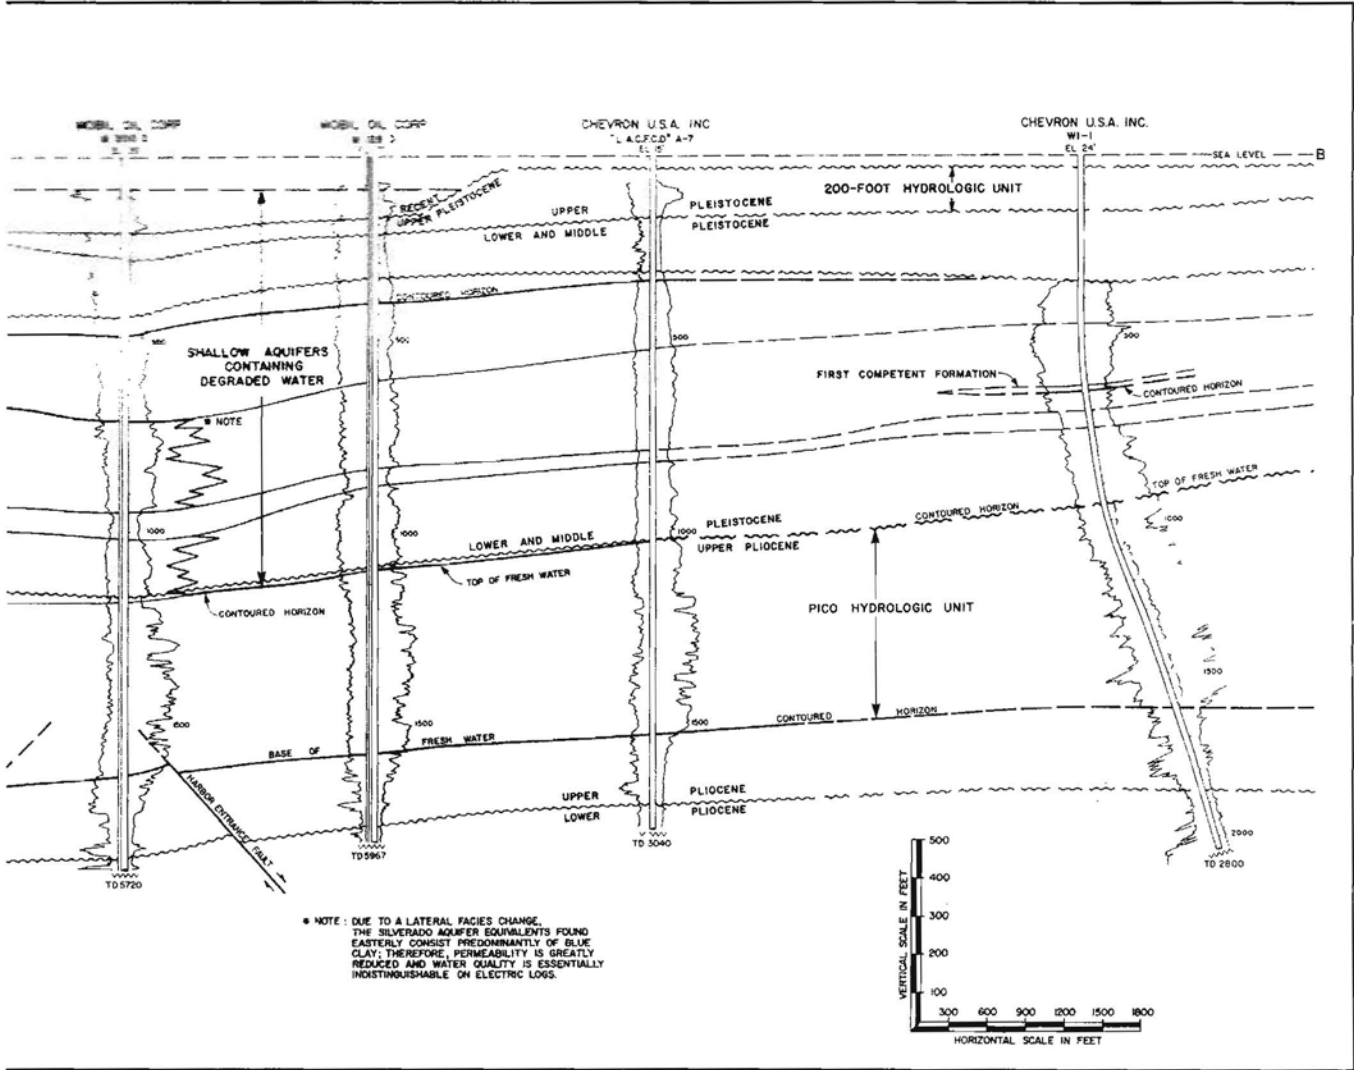 MOBIL OIL CORP
MOBIL OIL CORP
CHEVRON U.S.A. INC
"L.A.C.F.C.D" A-7
EL 15'
CHEVRON U.S.A. INC.
WI-1
EL 24'
SEA LEVEL
B
200-FOOT HYDROLOGIC UNIT
RECENT
UPPER PLEISTOCENE
UPPER PLEISTOCENE
LOWER AND MIDDLE PLEISTOCENE
CONTOURED HORIZON
500
500
500
500
SHALLOW AQUIFERS
CONTAINING
DEGRADED WATER
FIRST COMPETENT FORMATION
CONTOURED HORIZON
* NOTE
TOP OF FRESH WATER
CONTOURED HORIZON
1000
1000
1000
1000
PLEISTOCENE
LOWER AND MIDDLE
UPPER PLIOCENE
TOP OF FRESH WATER
CONTOURED HORIZON
PICO HYDROLOGIC UNIT
1500
1500
1500
1500
CONTOURED HORIZON
BASE OF FRESH WATER
HARBOR ENTRANCE FAULT
UPPER PLIOCENE
LOWER PLIOCENE
2000
TD 5720
TD 5967
TD 3040
TD 2800
* NOTE : DUE TO A LATERAL FACIES CHANGE,
THE SILVERADO AQUIFER EQUIVALENTS FOUND
EASTERLY CONSIST PREDOMINANTLY OF BLUE
CLAY; THEREFORE, PERMEABILITY IS GREATLY
REDUCED AND WATER QUALITY IS ESSENTIALLY
INDISTINGUISHABLE ON ELECTRIC LOGS.
VERTICAL SCALE IN FEET
500
400
300
200
100
300 600 900 1200 1500 1800
HORIZONTAL SCALE IN FEET